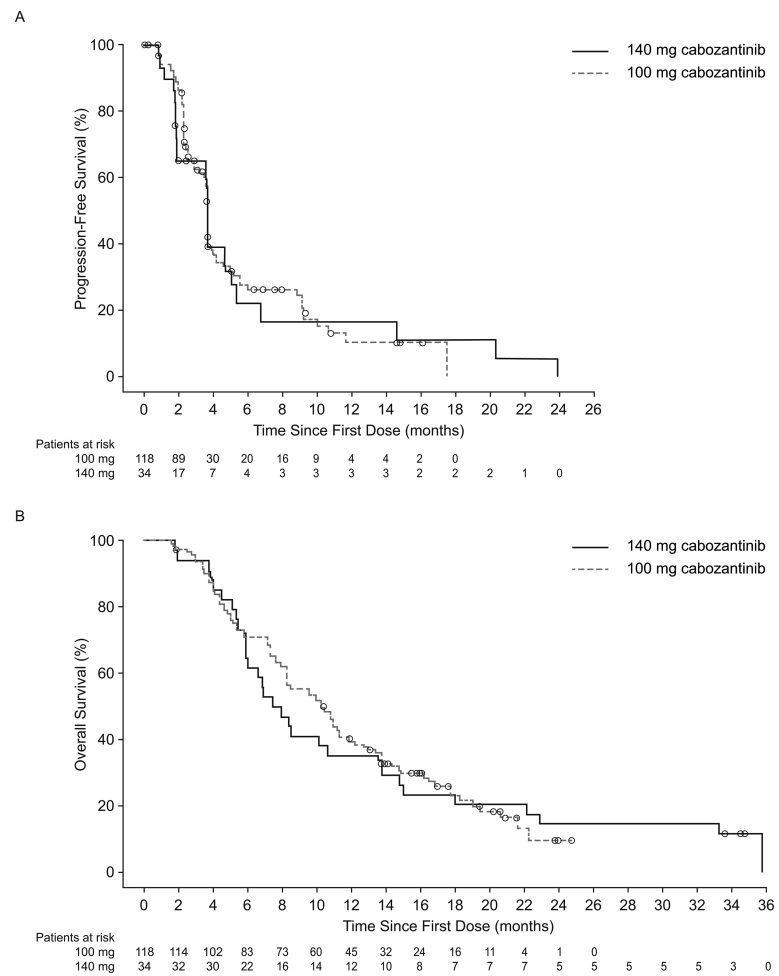 A
100
80
60
40
20
0
Progression-Free Survival (%)
140 mg cabozantinib
100 mg cabozantinib
0 2 4 6 8 10 12 14 16 18 20 22 24 26
Time Since First Dose (months)
Patients at risk
100 mg 118 89 30 20 16 9 4 4 2 0
140 mg 34 17 7 4 3 3 3 3 2 2 2 1 0
B
100
80
60
40
20
0
Overall Survival (%)
140 mg cabozantinib
100 mg cabozantinib
0 2 4 6 8 10 12 14 16 18 20 22 24 26 28 30 32 34 36
Time Since First Dose (months)
Patients at risk
100 mg 118 114 102 83 73 60 45 32 24 16 11 4 1 0
140 mg 34 32 30 22 16 14 12 10 8 7 7 7 5 5 5 5 5 3 0